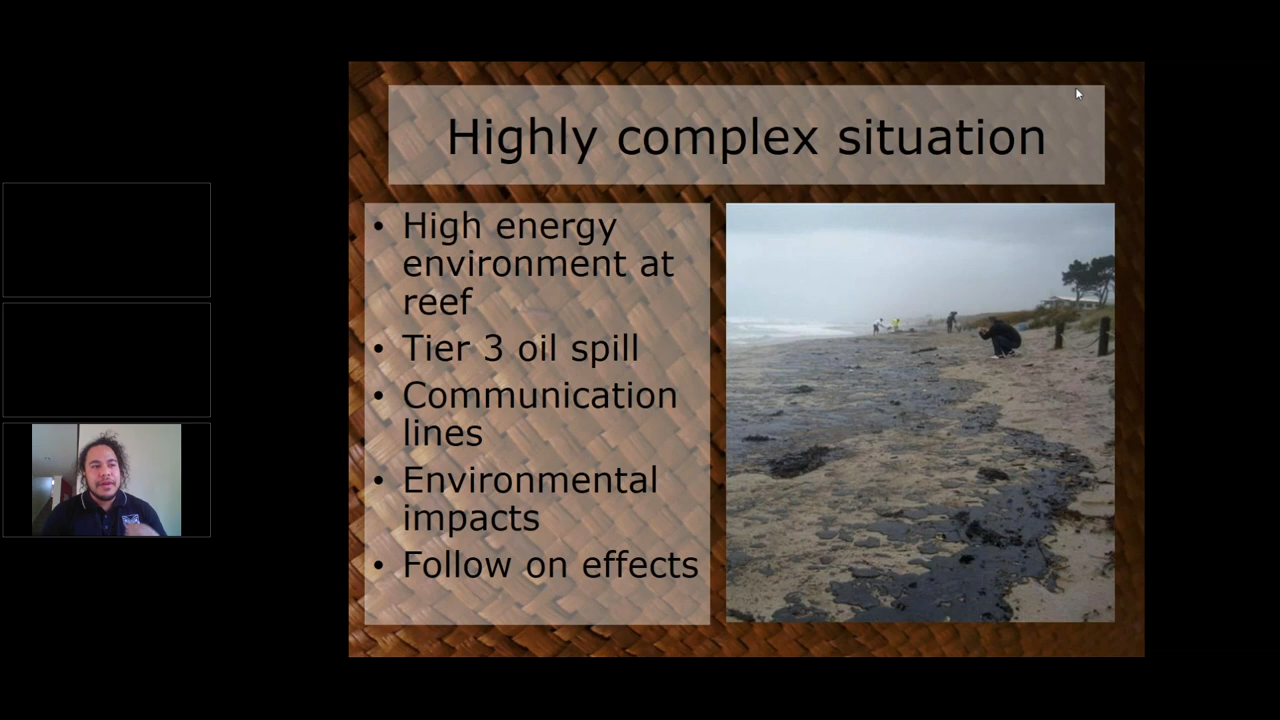 Highly complex situation
• High energy
environment at
reef
• Tier 3 oil spill
• Communication
lines
• Environmental
impacts
• Follow on effects